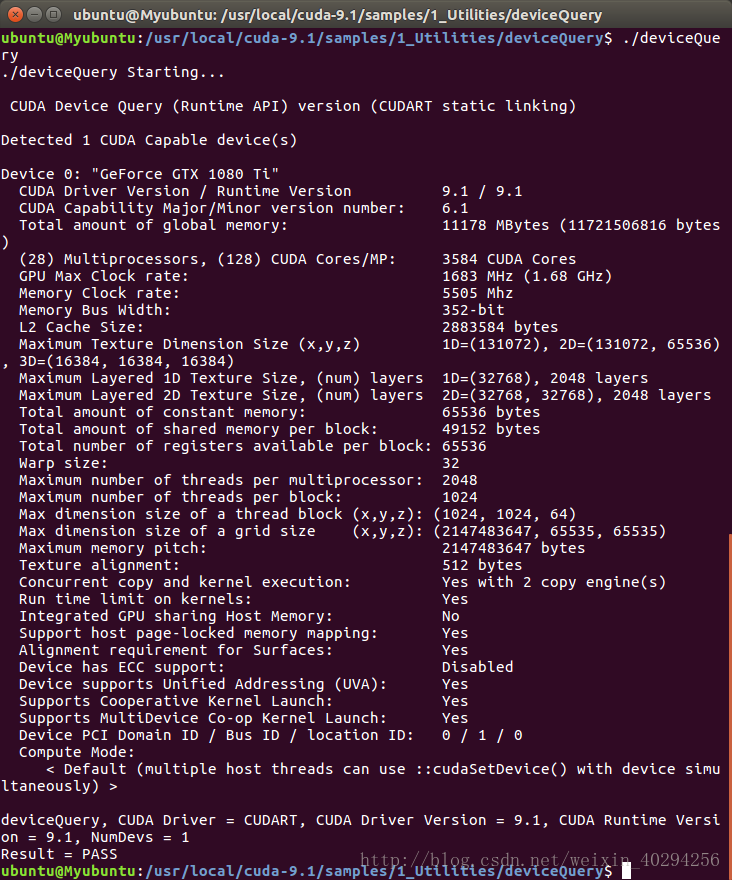 ubuntu@Myubuntu: /usr/local/cuda-9.1/samples/1_Utilities/deviceQuery
ubuntu@Myubuntu:/usr/local/cuda-9.1/samples/1_Utilities/deviceQuery$ ./deviceQue
ry
./deviceQuery Starting...
 CUDA Device Query (Runtime API) version (CUDART static linking)
Detected 1 CUDA Capable device(s)
Device 0: "GeForce GTX 1080 Ti"
  CUDA Driver Version / Runtime Version          9.1 / 9.1
  CUDA Capability Major/Minor version number:    6.1
  Total amount of global memory:                 11178 MBytes (11721506816 bytes
)
  (28) Multiprocessors, (128) CUDA Cores/MP:     3584 CUDA Cores
  GPU Max Clock rate:                            1683 MHz (1.68 GHz)
  Memory Clock rate:                             5505 Mhz
  Memory Bus Width:                              352-bit
  L2 Cache Size:                                 2883584 bytes
  Maximum Texture Dimension Size (x,y,z)         1D=(131072), 2D=(131072, 65536)
, 3D=(16384, 16384, 16384)
  Maximum Layered 1D Texture Size, (num) layers  1D=(32768), 2048 layers
  Maximum Layered 2D Texture Size, (num) layers  2D=(32768, 32768), 2048 layers
  Total amount of constant memory:               65536 bytes
  Total amount of shared memory per block:       49152 bytes
  Total number of registers available per block: 65536
  Warp size:                                     32
  Maximum number of threads per multiprocessor:  2048
  Maximum number of threads per block:           1024
  Max dimension size of a thread block (x,y,z): (1024, 1024, 64)
  Max dimension size of a grid size    (x,y,z): (2147483647, 65535, 65535)
  Maximum memory pitch:                          2147483647 bytes
  Texture alignment:                             512 bytes
  Concurrent copy and kernel execution:          Yes with 2 copy engine(s)
  Run time limit on kernels:                     Yes
  Integrated GPU sharing Host Memory:            No
  Support host page-locked memory mapping:       Yes
  Alignment requirement for Surfaces:            Yes
  Device has ECC support:                        Disabled
  Device supports Unified Addressing (UVA):      Yes
  Supports Cooperative Kernel Launch:            Yes
  Supports MultiDevice Co-op Kernel Launch:      Yes
  Device PCI Domain ID / Bus ID / location ID:   0 / 1 / 0
  Compute Mode:
     < Default (multiple host threads can use ::cudaSetDevice() with device simu
ltaneously) >
deviceQuery, CUDA Driver = CUDART, CUDA Driver Version = 9.1, CUDA Runtime Versi
on = 9.1, NumDevs = 1
Result = PASS
ubuntu@Myubuntu:/usr/local/cuda-9.1/samples/1_Utilities/deviceQuery$
http://blog.csdn.net/weixin_40294256